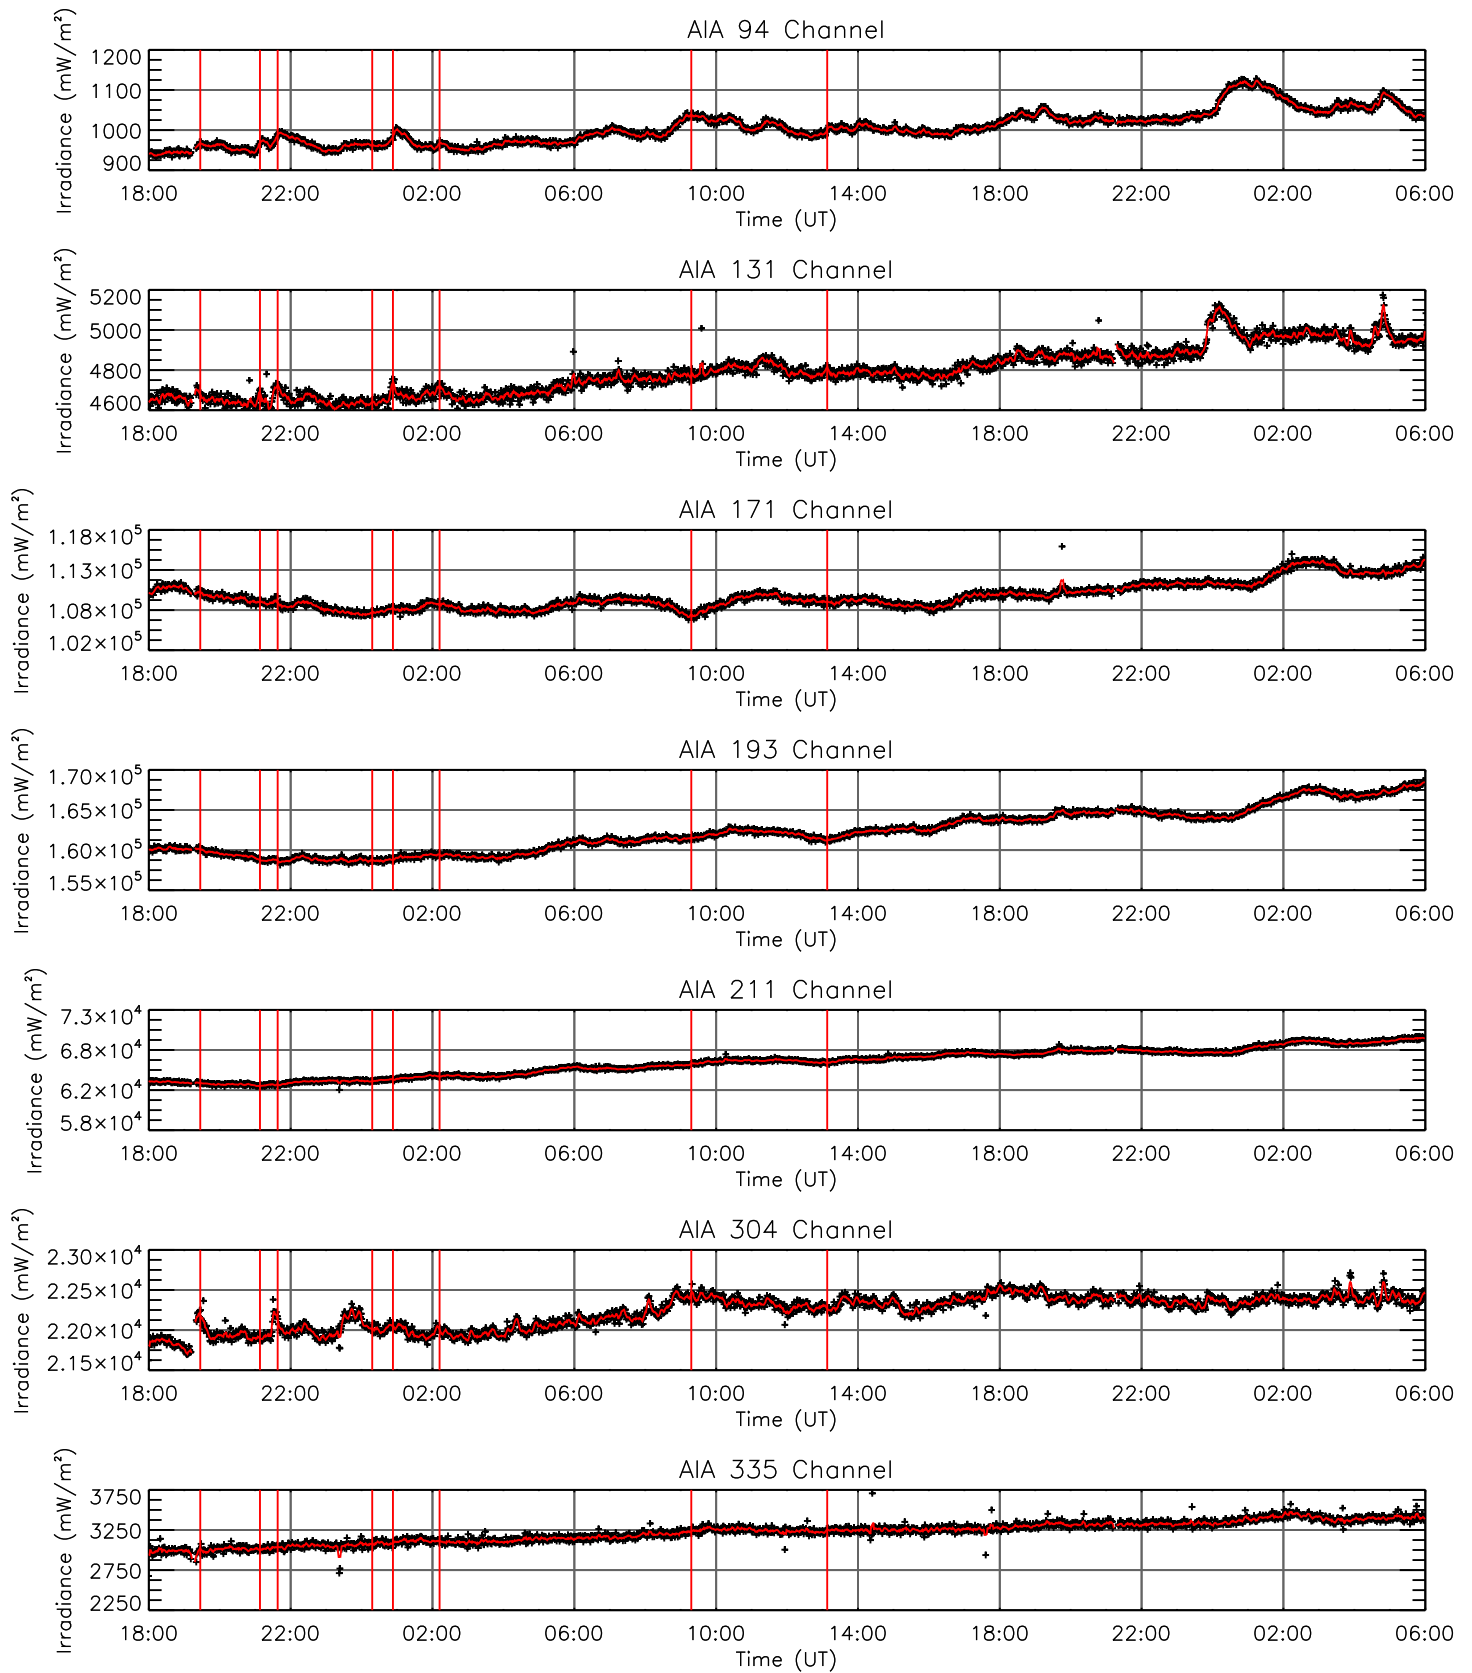 AIA 94 Channel
Irradiance (mW/m²)
1200
1100
1000
900
18:00 22:00 02:00 06:00 10:00 14:00 18:00 22:00 02:00 06:00
Time (UT)
AIA 131 Channel
Irradiance (mW/m²)
5200
5000
4800
4600
18:00 22:00 02:00 06:00 10:00 14:00 18:00 22:00 02:00 06:00
Time (UT)
AIA 171 Channel
Irradiance (mW/m²)
1.18×10⁵
1.13×10⁵
1.08×10⁵
1.02×10⁵
18:00 22:00 02:00 06:00 10:00 14:00 18:00 22:00 02:00 06:00
Time (UT)
AIA 193 Channel
Irradiance (mW/m²)
1.70×10⁵
1.65×10⁵
1.60×10⁵
1.55×10⁵
18:00 22:00 02:00 06:00 10:00 14:00 18:00 22:00 02:00 06:00
Time (UT)
AIA 211 Channel
Irradiance (mW/m²)
7.3×10⁴
6.8×10⁴
6.2×10⁴
5.8×10⁴
18:00 22:00 02:00 06:00 10:00 14:00 18:00 22:00 02:00 06:00
Time (UT)
AIA 304 Channel
Irradiance (mW/m²)
2.30×10⁴
2.25×10⁴
2.20×10⁴
2.15×10⁴
18:00 22:00 02:00 06:00 10:00 14:00 18:00 22:00 02:00 06:00
Time (UT)
AIA 335 Channel
Irradiance (mW/m²)
3750
3250
2750
2250
18:00 22:00 02:00 06:00 10:00 14:00 18:00 22:00 02:00 06:00
Time (UT)